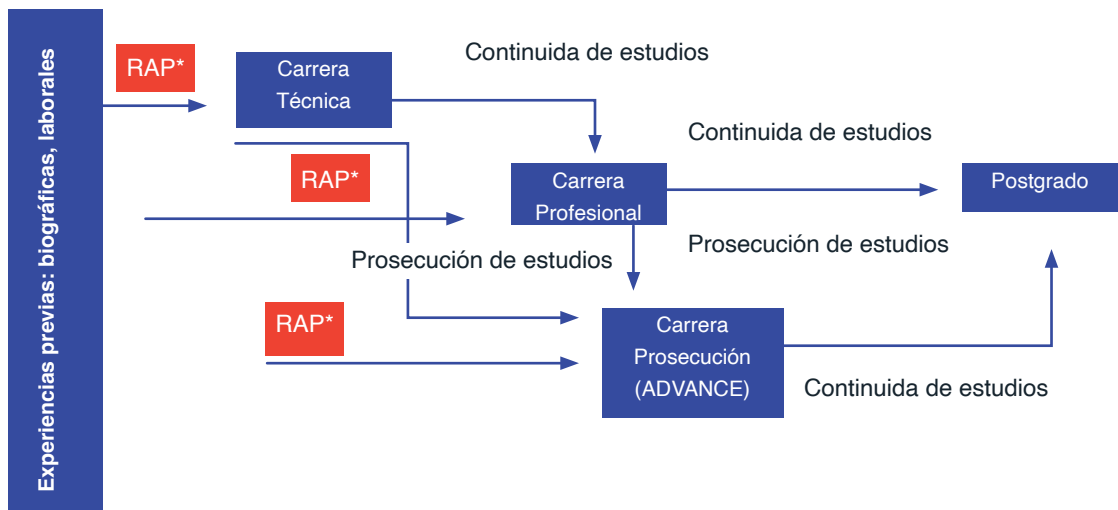 Experiencias previas: biográficas, laborales
RAP*
Carrera
Técnica
Continuida de estudios
RAP*
Carrera
Profesional
Continuida de estudios
Postgrado
Prosecución de estudios
Prosecución de estudios
RAP*
Carrera
Prosecución
(ADVANCE)
Continuida de estudios